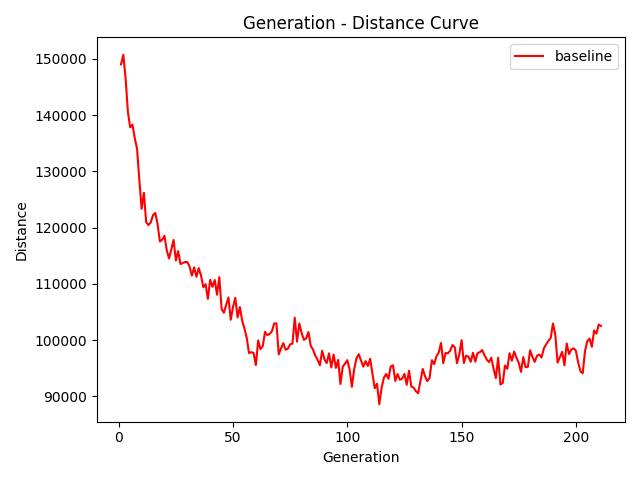 Generation - Distance Curve
baseline
150000
140000
130000
120000
110000
100000
90000
Distance
0 50 100 150 200
Generation